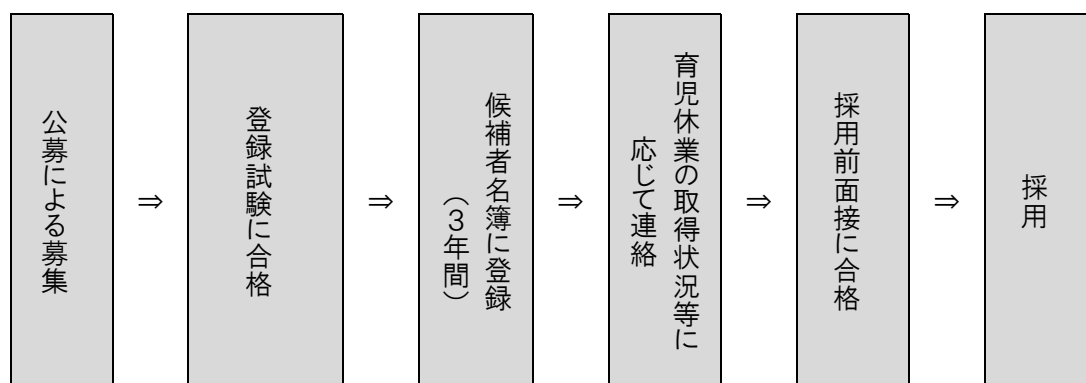 公募による募集
⇒
登録試験に合格
⇒
候補者名簿に登録
（３年間）
⇒
育児休業の取得状況等に
応じて連絡
⇒
採用前面接に合格
⇒
採用